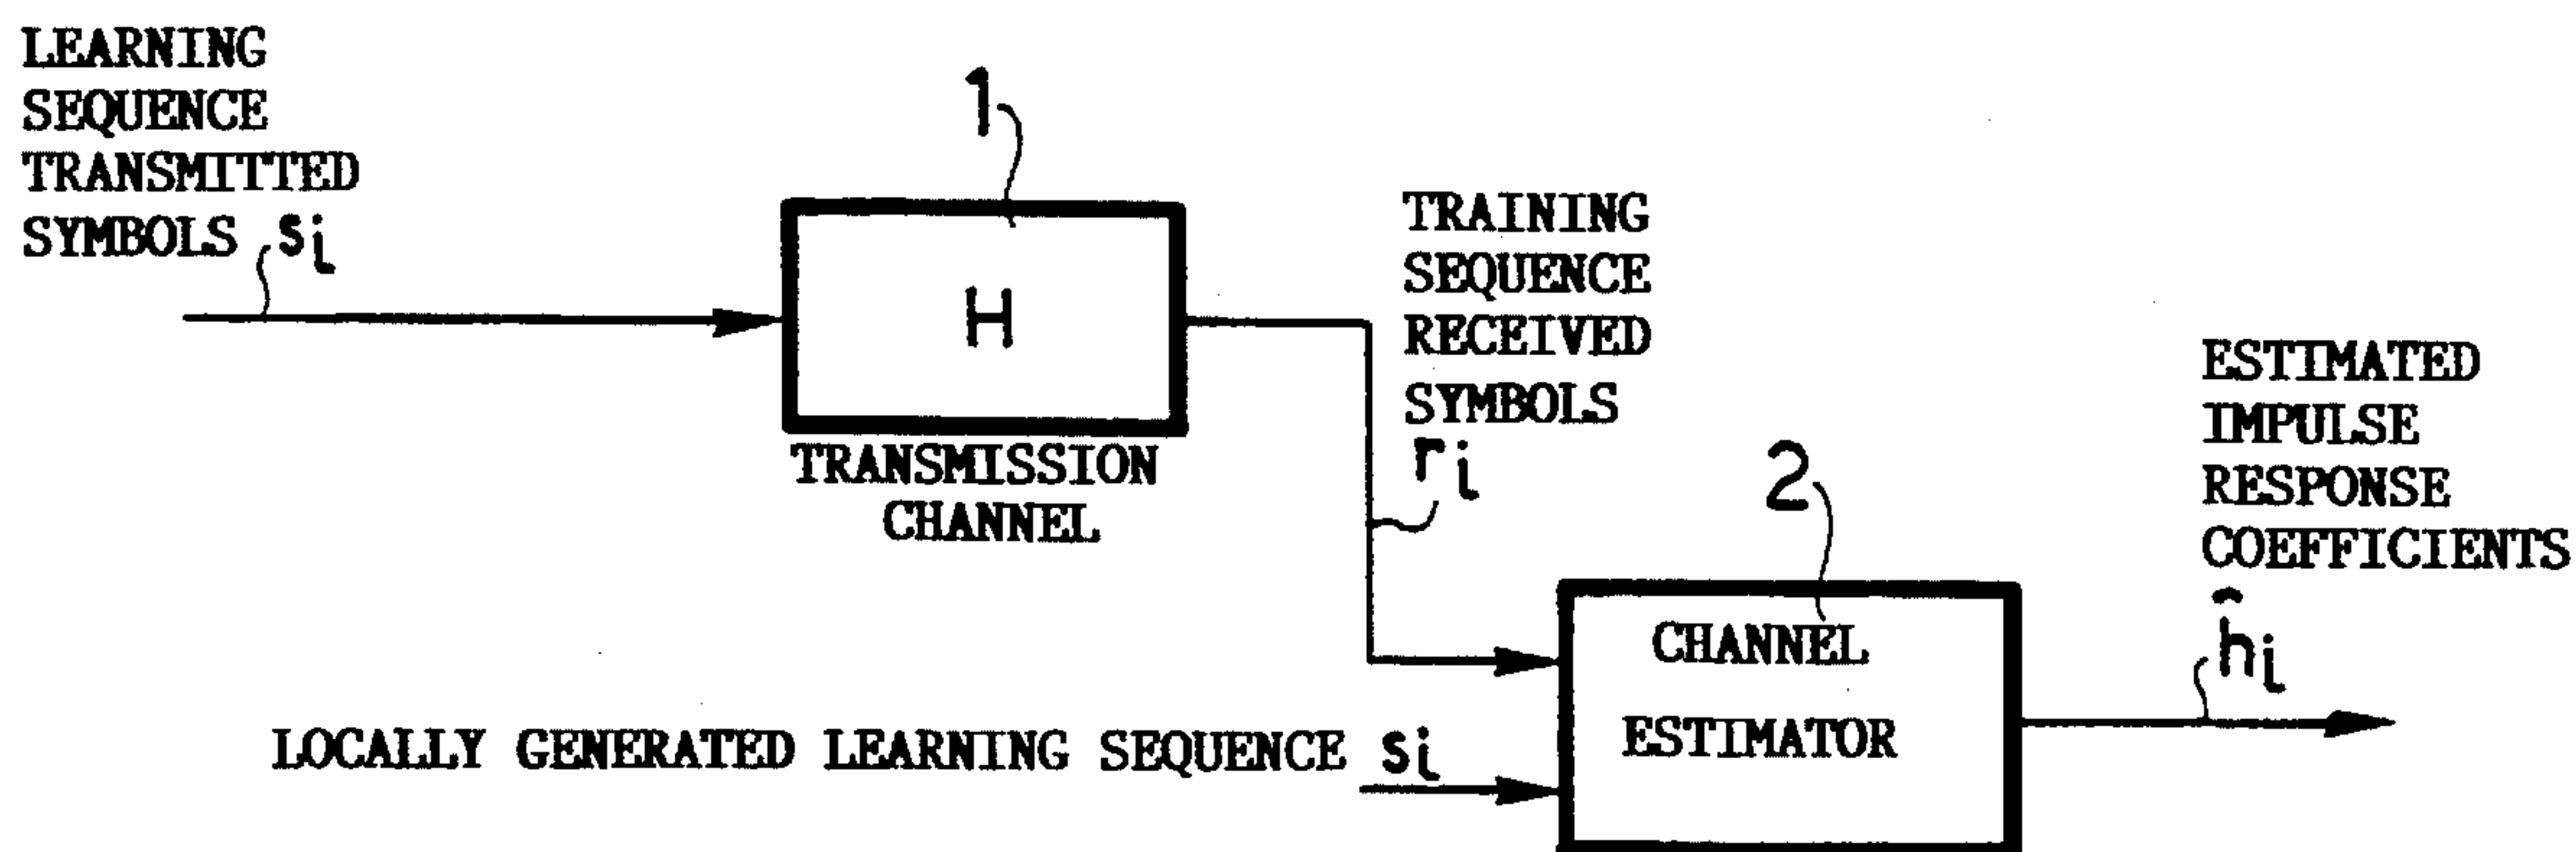 LEARNING
SEQUENCE
TRANSMITTED
SYMBOLS si
1
H
TRANSMISSION
CHANNEL
TRAINING
SEQUENCE
RECEIVED
SYMBOLS
ri
2
CHANNEL
ESTIMATOR
LOCALLY GENERATED LEARNING SEQUENCE si
ESTIMATED
IMPULSE
RESPONSE
COEFFICIENTS
ĥi